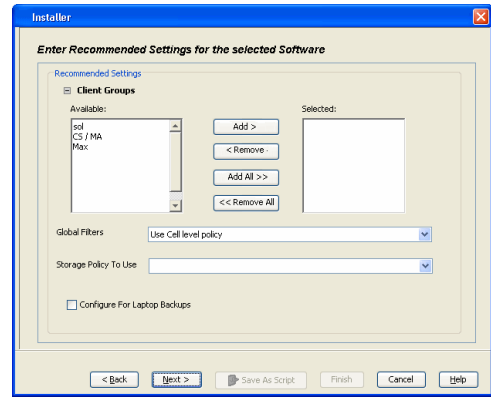 Installer
Enter Recommended Settings for the selected Software
Recommended Settings
Client Groups
Available:
Selected:
sol
CS / MA
Max
Add >
< Remove
Add All >>
<< Remove All
Global Filters
Use Cell level policy
Storage Policy To Use
Configure For Laptop Backups
< Back
Next >
Save As Script
Finish
Cancel
Help